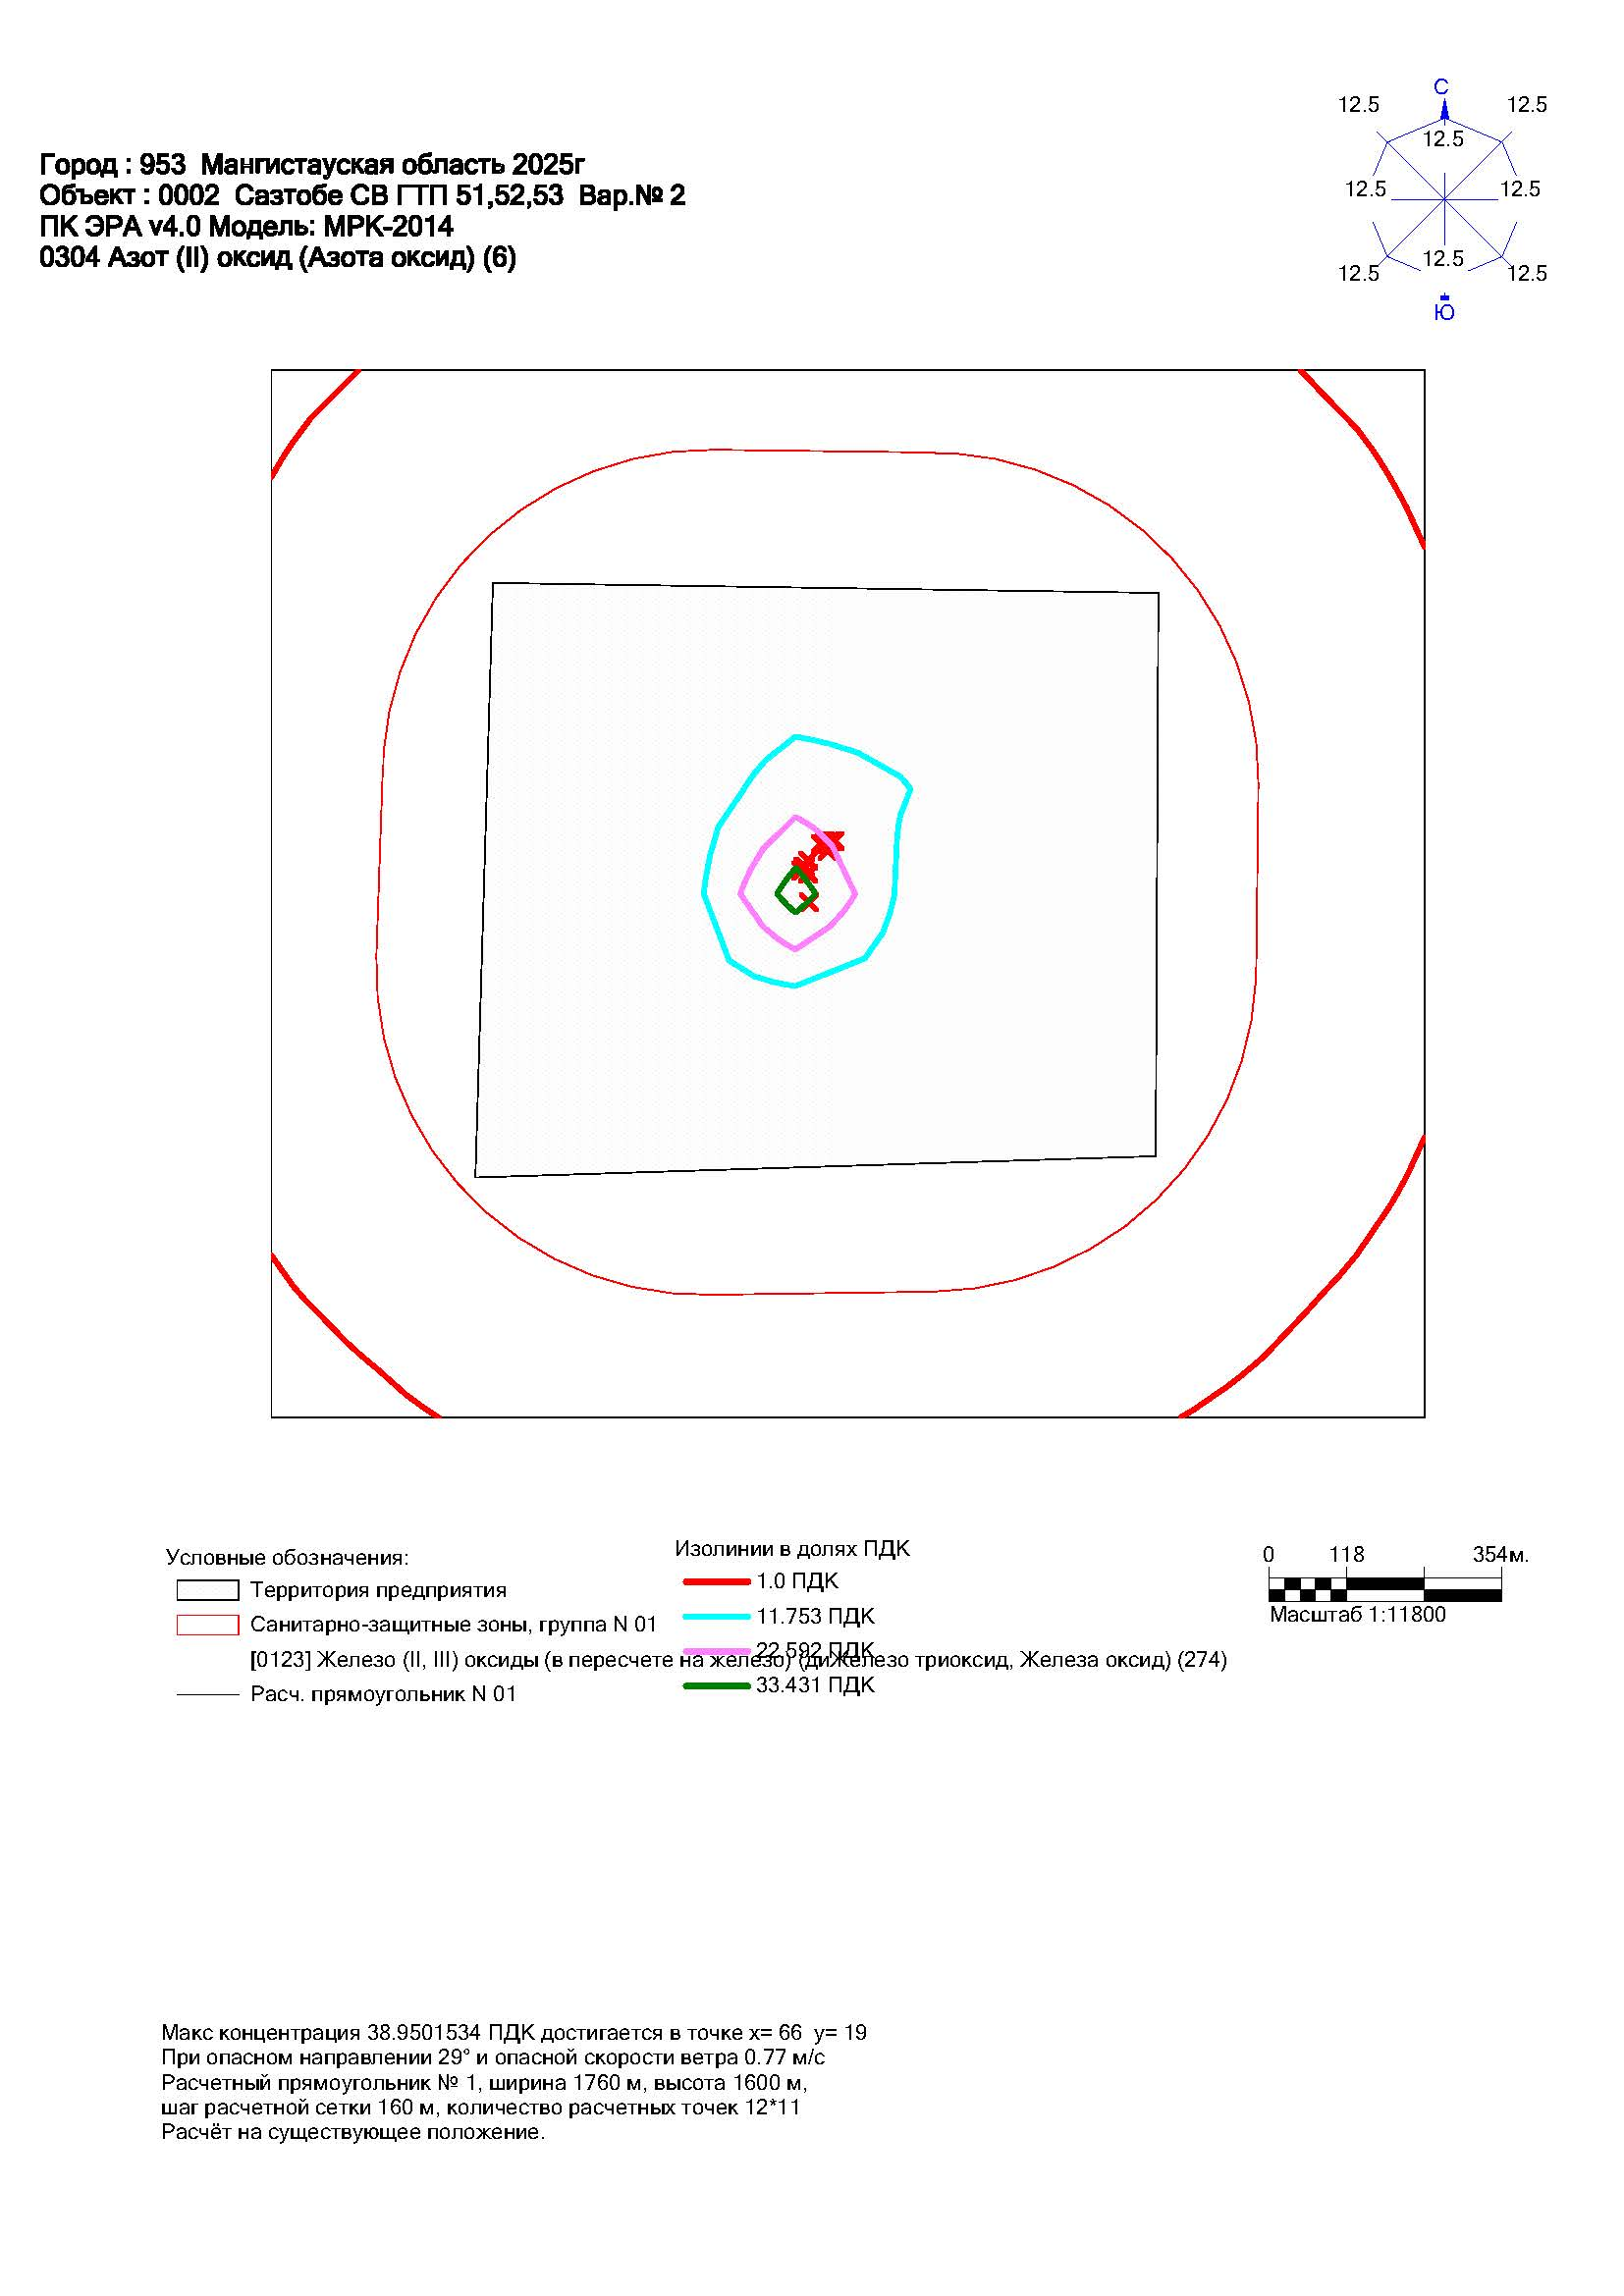 С
12.5 12.5
12.5
12.5 12.5
12.5
12.5 12.5
Ю
Город : 953 Мангистауская область 2025г
Объект : 0002 Сазтобе СВ ГТП 51,52,53 Вар.№ 2
ПК ЭРА v4.0 Модель: МРК-2014
0304 Азот (II) оксид (Азота оксид) (6)
Условные обозначения:
Территория предприятия
Санитарно-защитные зоны, группа N 01
[0123] Железо (II, III) оксиды (в пересчете на железо) (диЖелезо триоксид, Железа оксид) (274)
Расч. прямоугольник N 01
Изолинии в долях ПДК
1.0 ПДК
11.753 ПДК
22.592 ПДК
33.431 ПДК
0 118 354м.
Масштаб 1:11800
Макс концентрация 38.9501534 ПДК достигается в точке x= 66 y= 19
При опасном направлении 29° и опасной скорости ветра 0.77 м/с
Расчетный прямоугольник № 1, ширина 1760 м, высота 1600 м,
шаг расчетной сетки 160 м, количество расчетных точек 12*11
Расчёт на существующее положение.